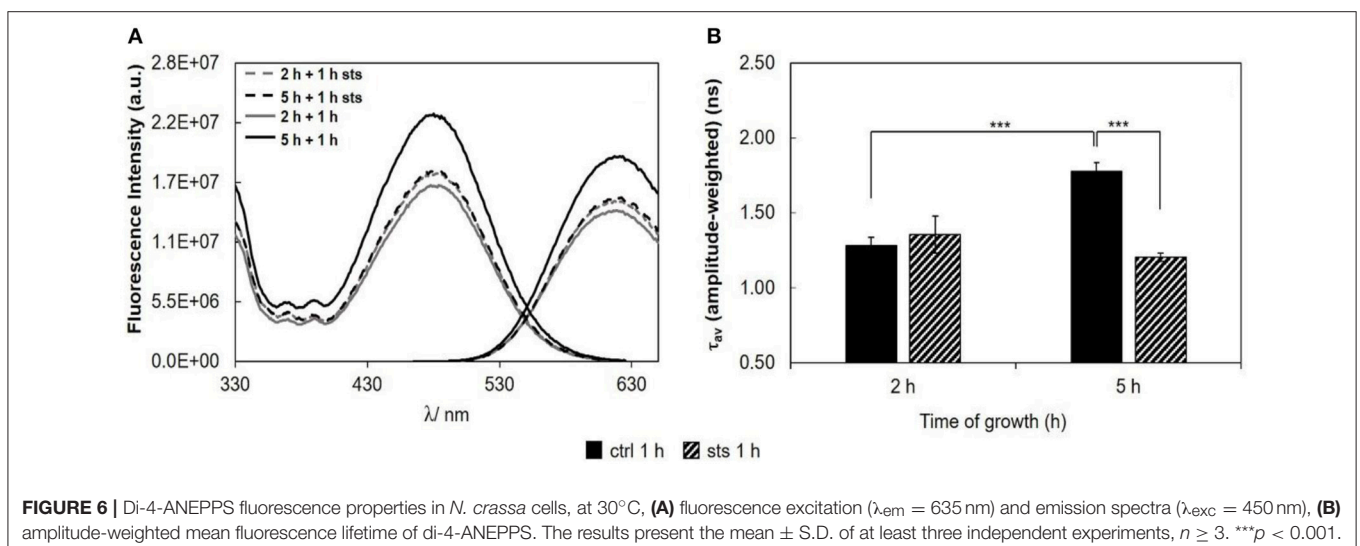 A
B
Fluorescence Intensity (a.u.)
2.8E+07
2.2E+07
1.7E+07
1.1E+07
5.5E+06
0.0E+00
2 h + 1 h sts
5 h + 1 h sts
2 h + 1 h
5 h + 1 h
330
430
530
630
λ/ nm
τav (amplitude-weighted) (ns)
2.50
2.00
1.50
1.00
0.50
***
***
2 h
5 h
Time of growth (h)
ctrl 1 h
sts 1 h
FIGURE 6 | Di-4-ANEPPS fluorescence properties in N. crassa cells, at 30°C, (A) fluorescence excitation (λem = 635 nm) and emission spectra (λexc = 450 nm), (B)
amplitude-weighted mean fluorescence lifetime of di-4-ANEPPS. The results present the mean ± S.D. of at least three independent experiments, n ≥ 3. ***p < 0.001.